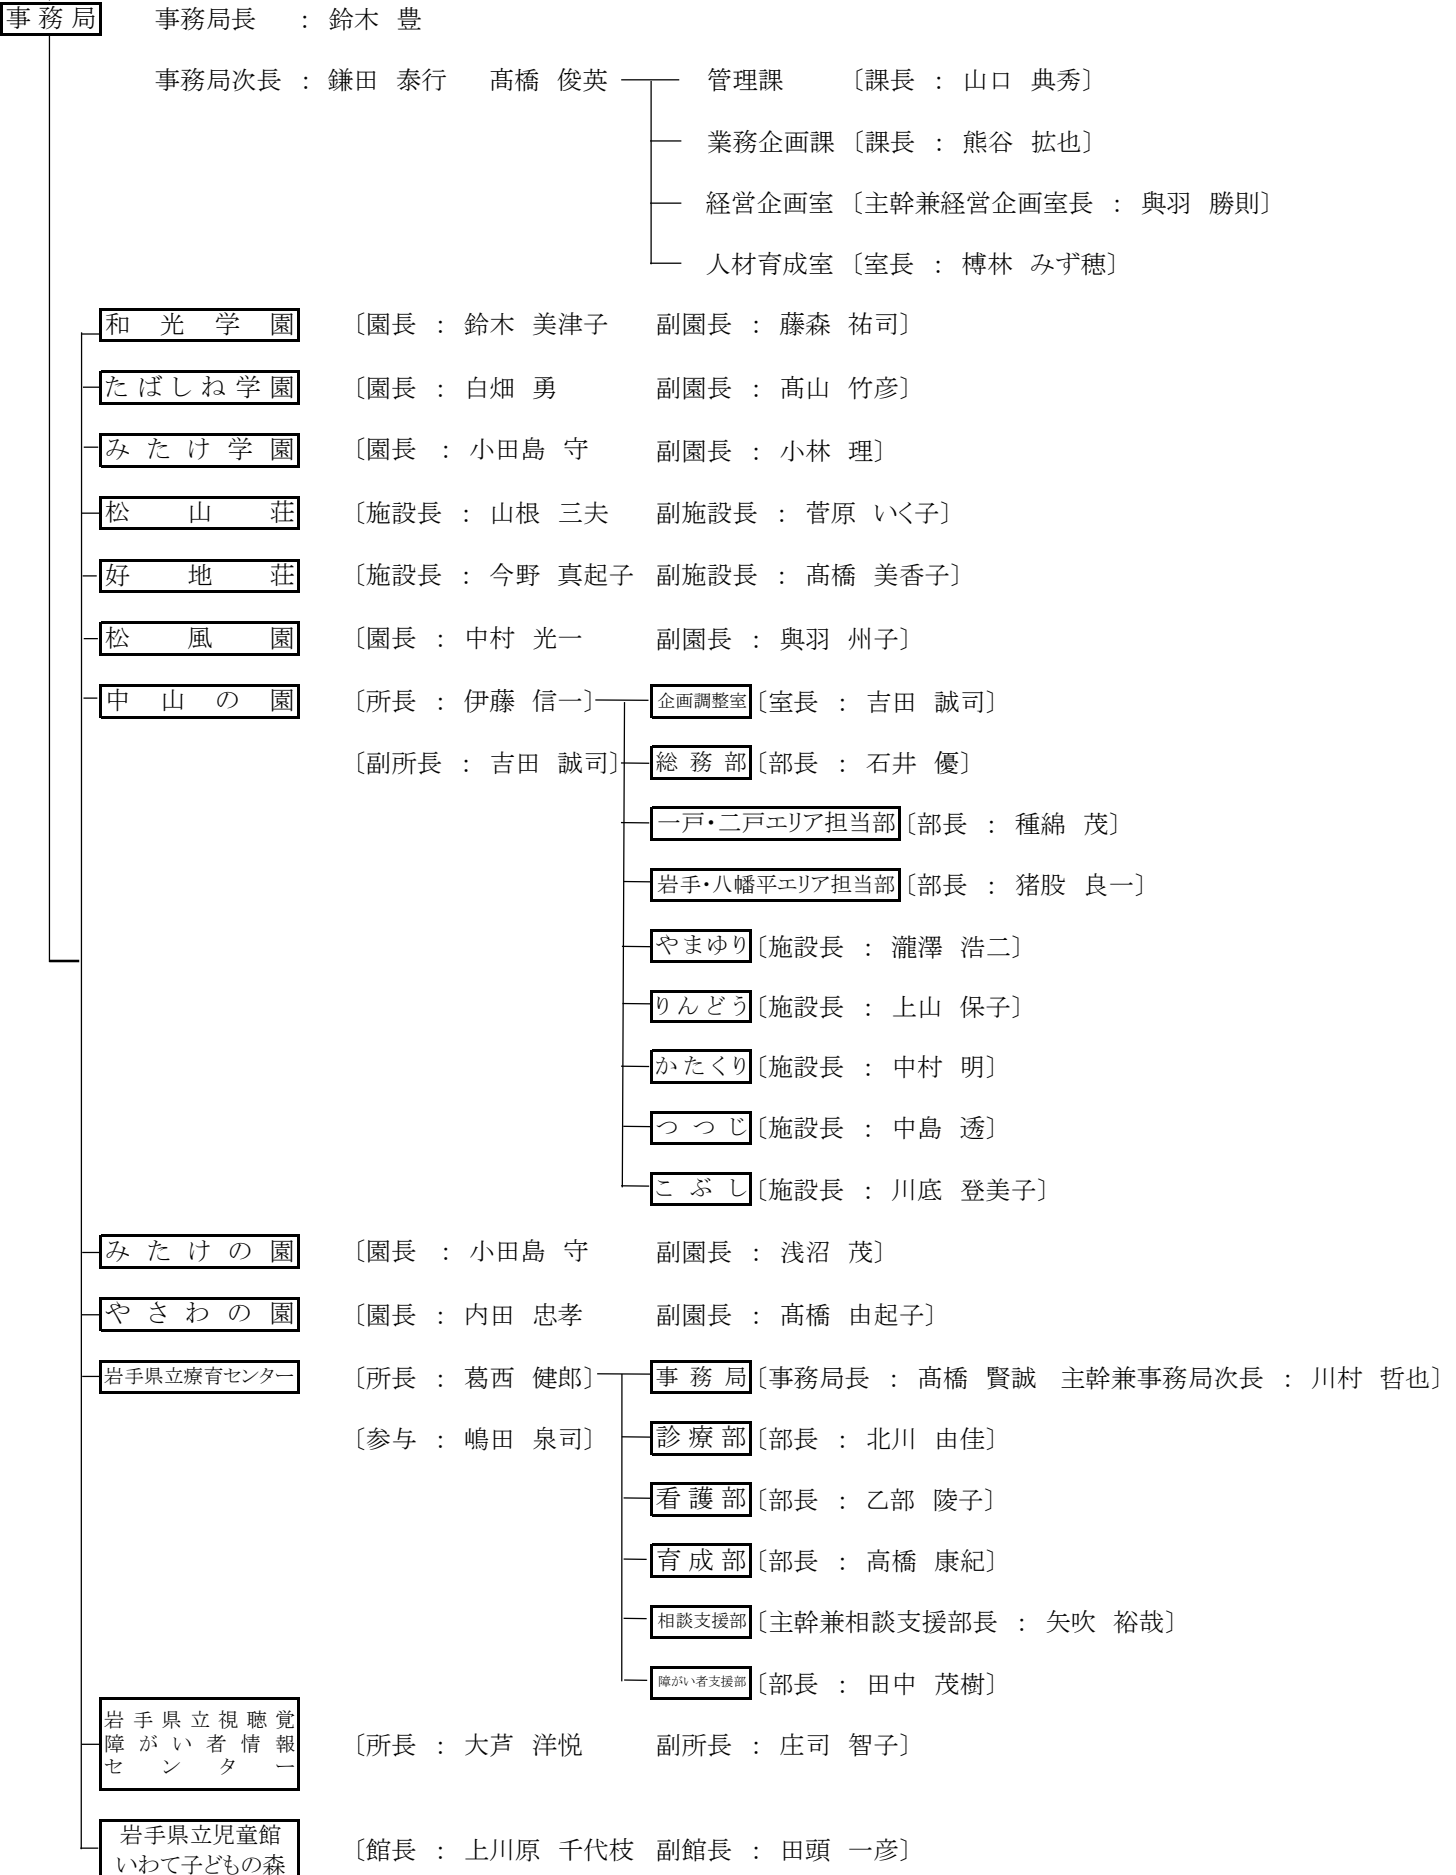 事務局 事務局長 : 鈴木 豊
事務局次長 : 鎌田 泰行 髙橋 俊英 管理課 〔課長 : 山口 典秀〕
業務企画課 〔課長 : 熊谷 拡也〕
経営企画室 〔主幹兼経営企画室長 : 與羽 勝則〕
人材育成室 〔室長 : 榑林 みず穂〕
和光学園 〔園長 : 鈴木 美津子 副園長 : 藤森 祐司〕
たばしね学園 〔園長 : 白畑 勇 副園長 : 髙山 竹彦〕
みたけ学園 〔園長 : 小田島 守 副園長 : 小林 理〕
松山荘 〔施設長 : 山根 三夫 副施設長 : 菅原 いく子〕
好地荘 〔施設長 : 今野 真起子 副施設長 : 髙橋 美香子〕
松風園 〔園長 : 中村 光一 副園長 : 與羽 州子〕
中山の園 〔所長 : 伊藤 信一〕 企画調整室 〔室長 : 吉田 誠司〕
〔副所長 : 吉田 誠司〕 総務部 〔部長 : 石井 優〕
一戸・二戸エリア担当部 〔部長 : 種綿 茂〕
岩手・八幡平エリア担当部 〔部長 : 猪股 良一〕
やまゆり 〔施設長 : 瀧澤 浩二〕
りんどう 〔施設長 : 上山 保子〕
かたくり 〔施設長 : 中村 明〕
つつじ 〔施設長 : 中島 透〕
こぶし 〔施設長 : 川底 登美子〕
みたけの園 〔園長 : 小田島 守 副園長 : 浅沼 茂〕
やさわの園 〔園長 : 内田 忠孝 副園長 : 髙橋 由起子〕
岩手県立療育センター 〔所長 : 葛西 健郎〕 事務局 〔事務局長 : 髙橋 賢誠 主幹兼事務局次長 : 川村 哲也〕
〔参与 : 嶋田 泉司〕 診療部 〔部長 : 北川 由佳〕
看護部 〔部長 : 乙部 陵子〕
育成部 〔部長 : 高橋 康紀〕
相談支援部 〔主幹兼相談支援部長 : 矢吹 裕哉〕
障がい者支援部 〔部長 : 田中 茂樹〕
岩手県立視聴覚
障がい者情報 〔所長 : 大芦 洋悦 副所長 : 庄司 智子〕
センター
岩手県立児童館 〔館長 : 上川原 千代枝 副館長 : 田頭 一彦〕
いわて子どもの森